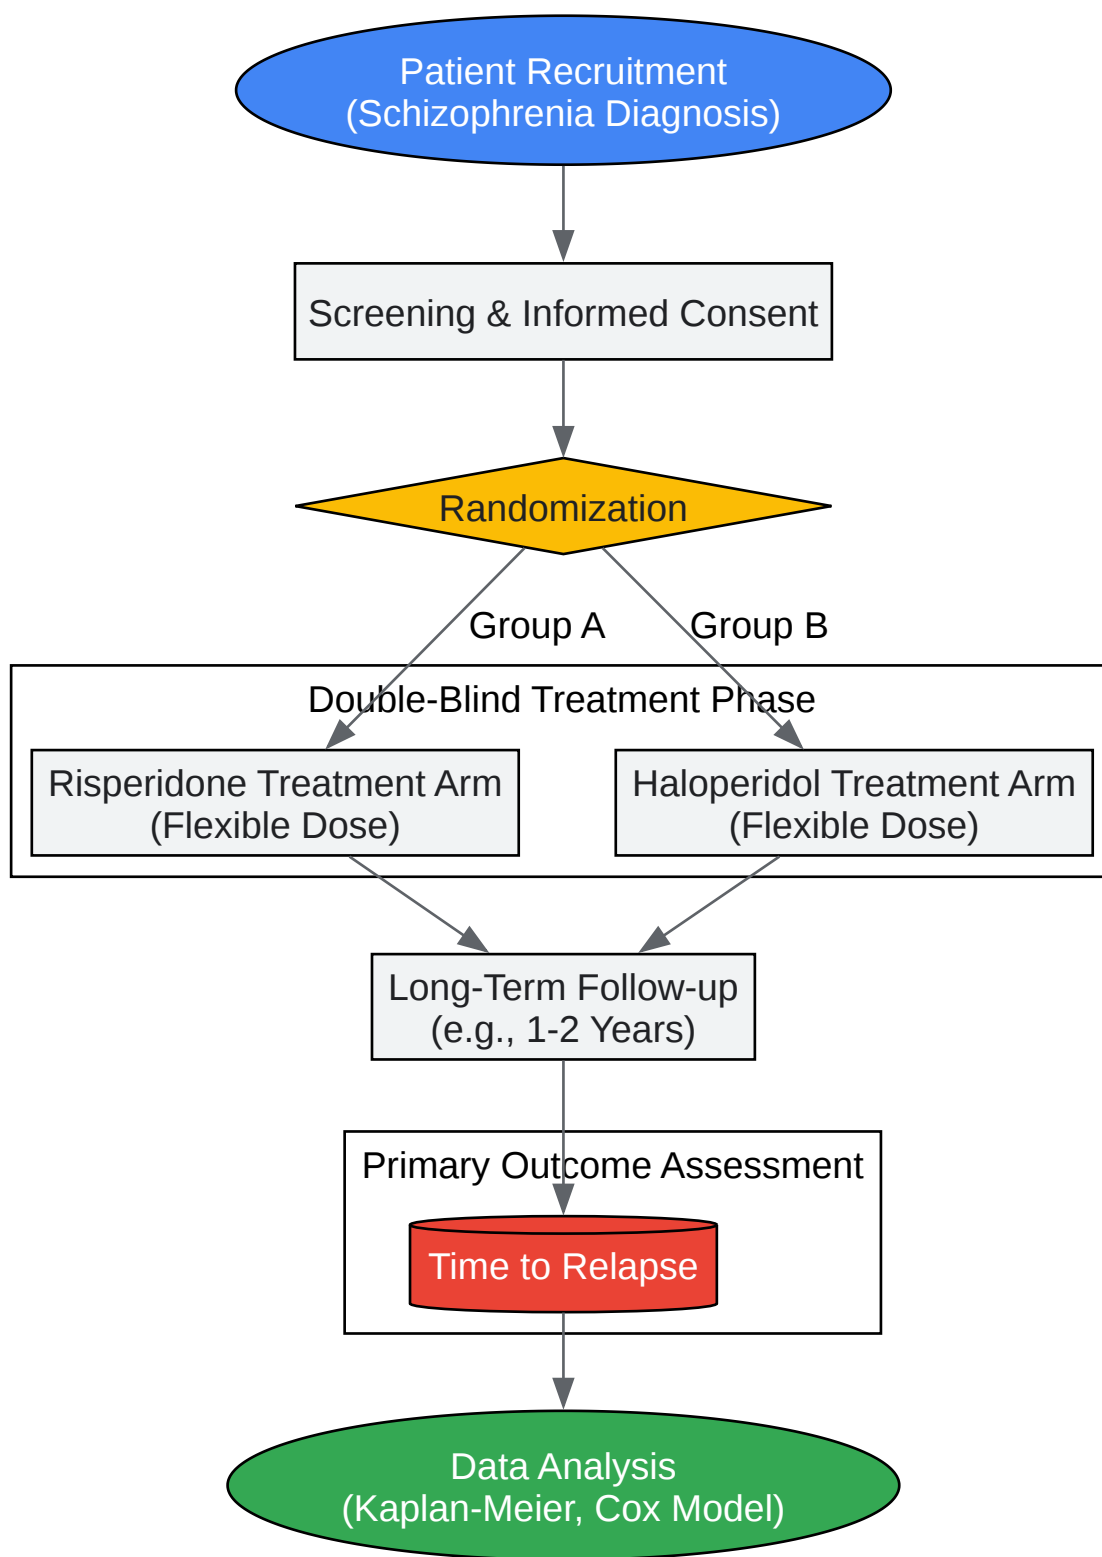 Patient Recruitment
(Schizophrenia Diagnosis)
Screening & Informed Consent
Randomization
Group A
Group B
Double-Blind Treatment Phase
Risperidone Treatment Arm
(Flexible Dose)
Haloperidol Treatment Arm
(Flexible Dose)
Long-Term Follow-up
(e.g., 1-2 Years)
Primary Outcome Assessment
Time to Relapse
Data Analysis
(Kaplan-Meier, Cox Model)